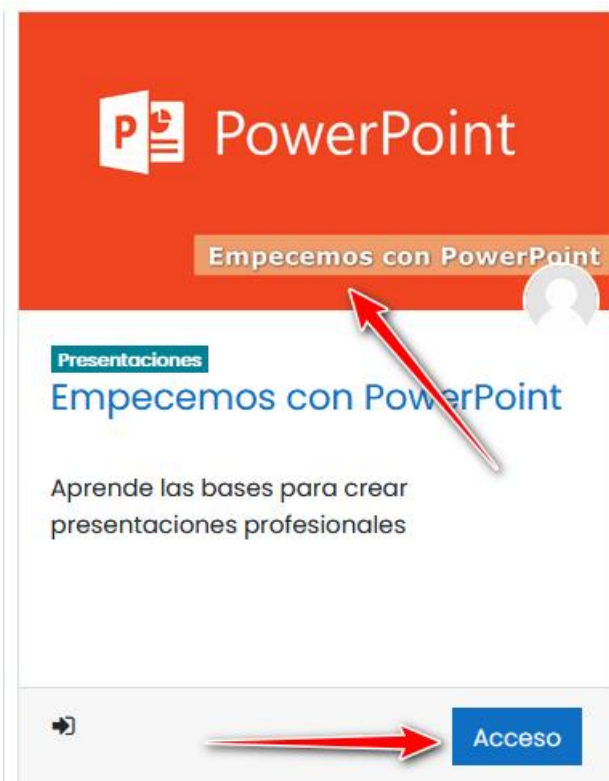 PowerPoint
Empecemos con PowerPoint
Presentaciones
Empecemos con PowerPoint
Aprende las bases para crear
presentaciones profesionales
Acceso